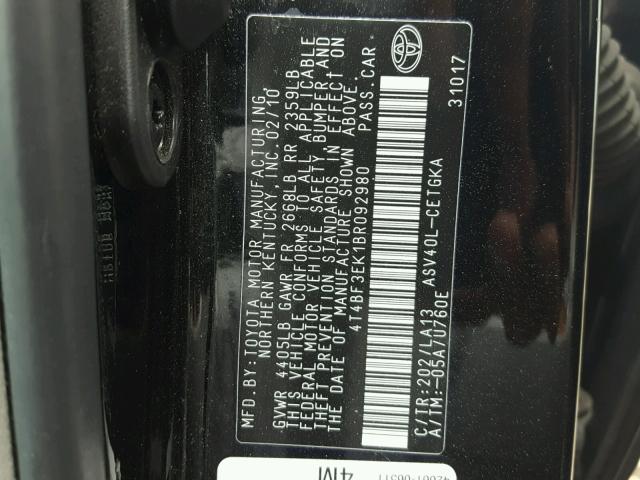 MFD.BY:TOYOTA MOTOR MANUFACTURING,
NORTHERN KENTUCKY, INC. 02/10
GVWR 4405LB GAWR FR 2668LB RR 2359LB
THIS VEHICLE CONFORMS TO ALL APPLICABLE
FEDERAL MOTOR VEHICLE SAFETY, BUMPER AND
THEFT PREVENTION STANDARDS IN EFFECT ON
THE DATE OF MANUFACTURE SHOWN ABOVE.
4T4BF3EK1BR092980 PASS.CAR
C/TR:202/LA13 ASV40L-CETGKA
A/TM:-05A/U760E
31017
4M